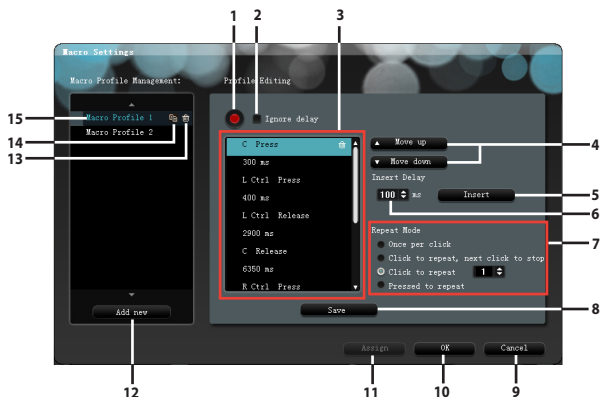 1 2 3
Macro Settings
Macro Profile Management: Profile Editing
15 Macro Profile 1
14 Macro Profile 2
13
Ignore delay
C Press
300 ms
L Ctrl Press
400 ms
L Ctrl Release
2900 ms
C Release
6350 ms
R Ctrl Press
Move up 4
Move down
Insert Delay
100 ms Insert 5
6
Repeat Mode 7
Once per click
Click to repeat, next click to stop
Click to repeat 1
Pressed to repeat
Add new Save 8
Assign OK Cancel
12 11 10 9